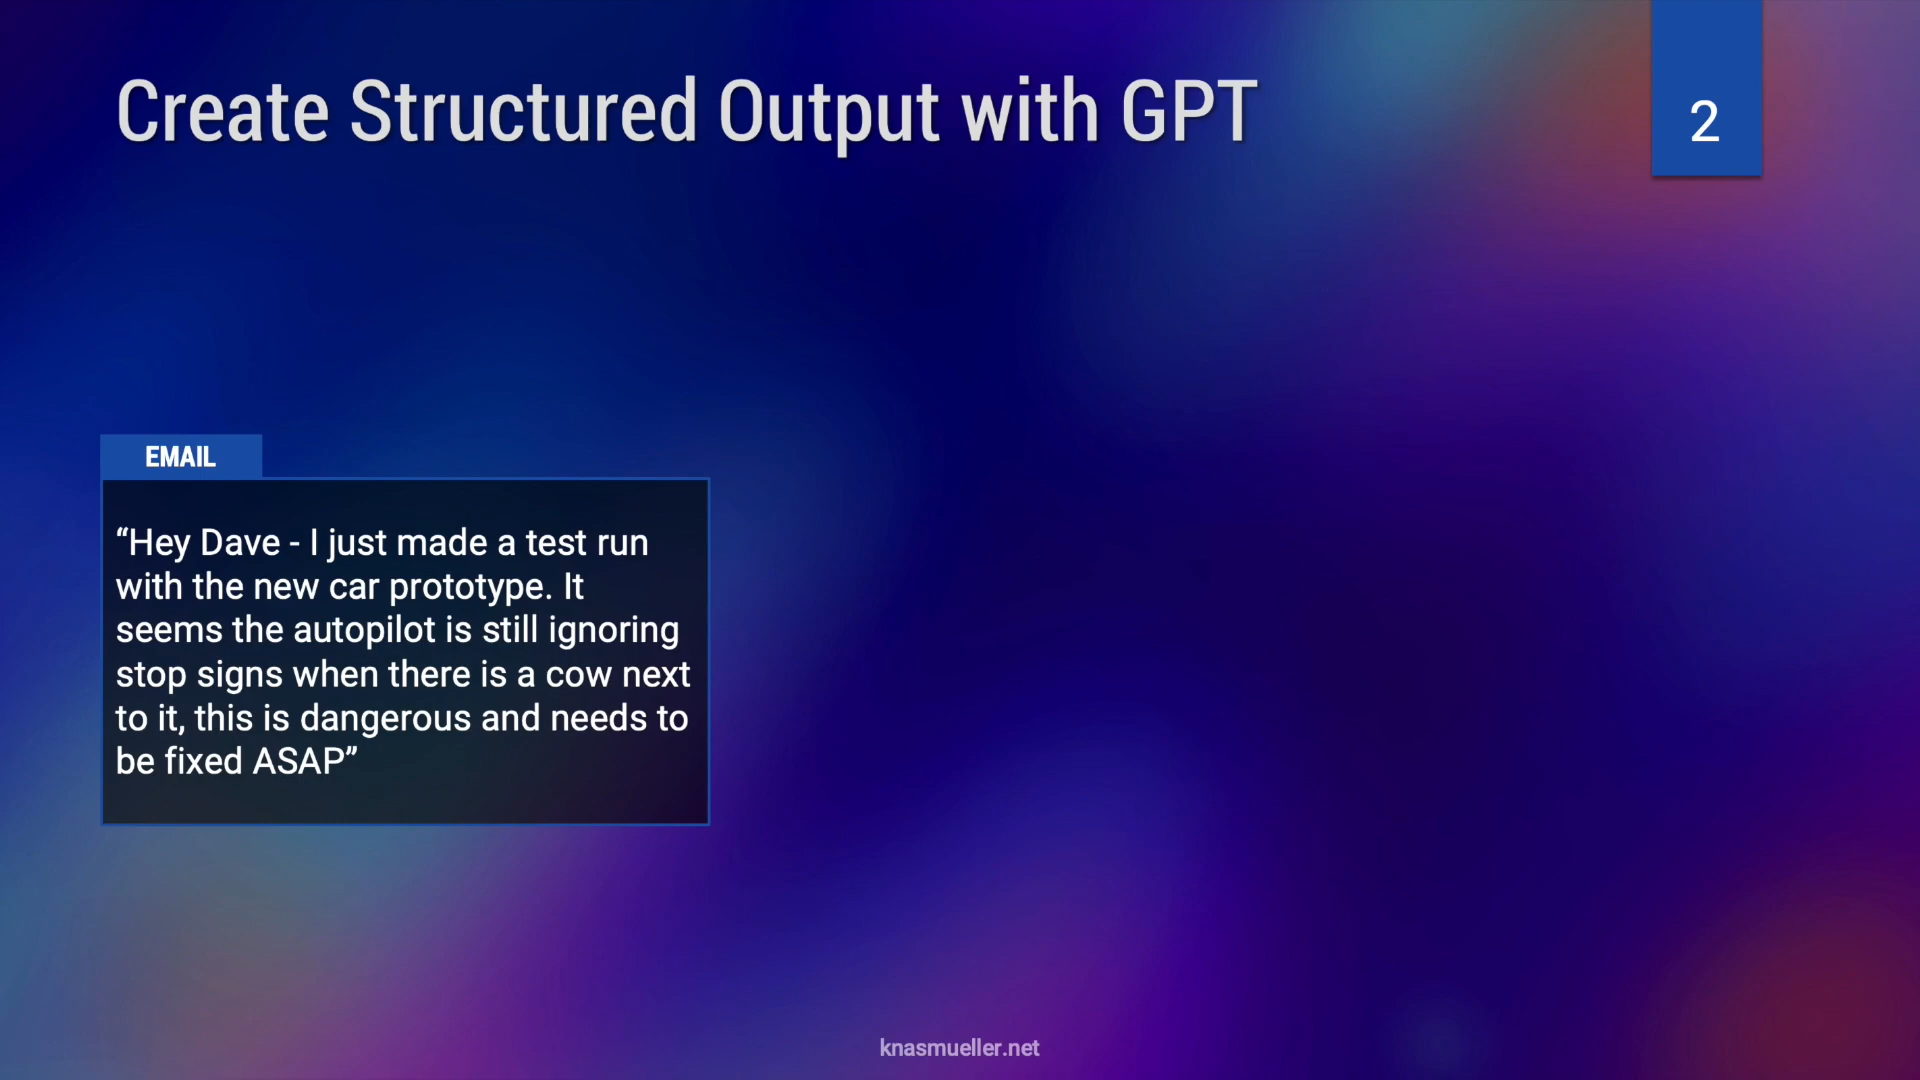 Create Structured Output with GPT
2
EMAIL
“Hey Dave - I just made a test run
with the new car prototype. It
seems the autopilot is still ignoring
stop signs when there is a cow next
to it, this is dangerous and needs to
be fixed ASAP”
knasmueller.net